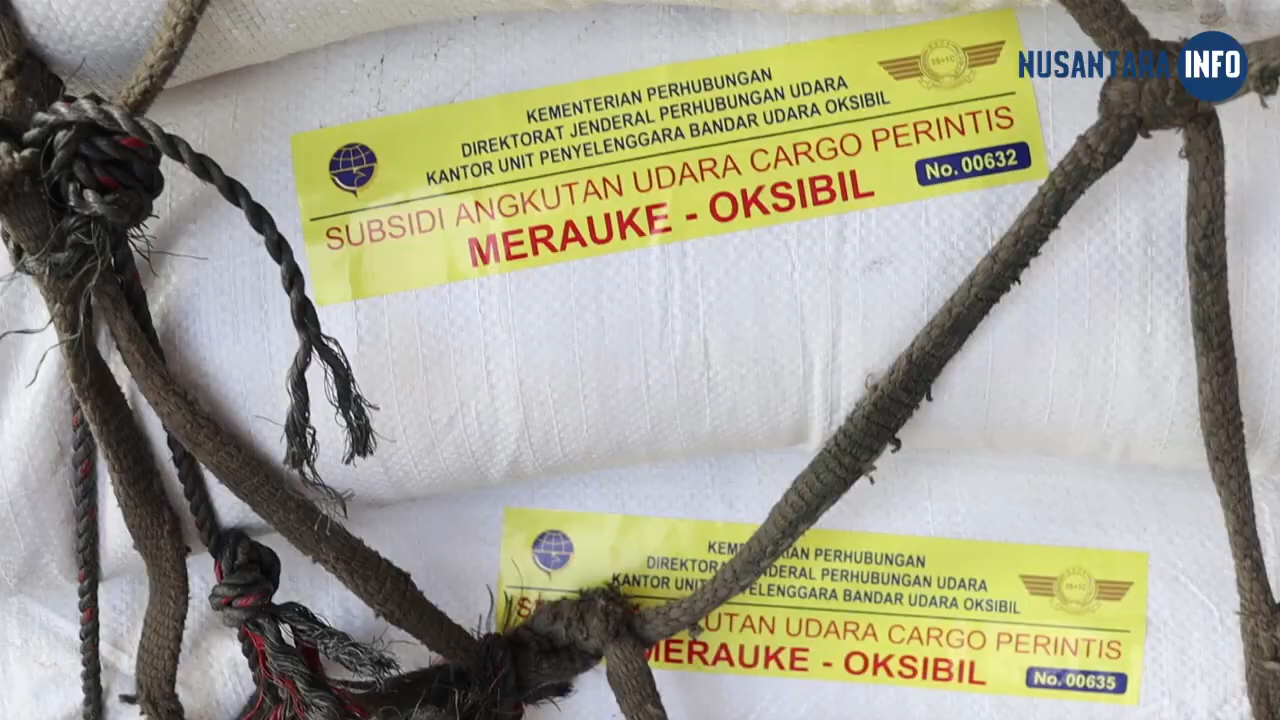 NUSANTARA INFO
KEMENTERIAN PERHUBUNGAN
DIREKTORAT JENDERAL PERHUBUNGAN UDARA
KANTOR UNIT PENYELENGGARA BANDAR UDARA OKSIBIL
SUBSIDI ANGKUTAN UDARA CARGO PERINTIS
MERAUKE - OKSIBIL
No. 00632
KEMENTERIAN PERHUBUNGAN
DIREKTORAT JENDERAL PERHUBUNGAN UDARA
KANTOR UNIT PENYELENGGARA BANDAR UDARA OKSIBIL
UDARA CARGO PERINTIS
MERAUKE - OKSIBIL
No. 00635